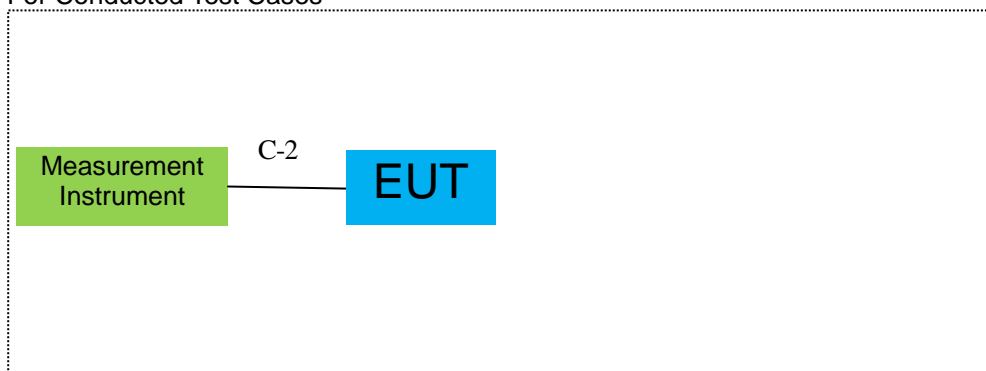 For Conducted Test Cases
C-2
Measurement
Instrument
EUT